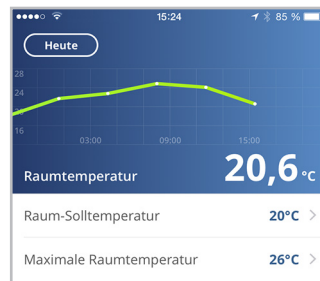 15:24
85 %
Heute
28
24
20
16
03:00
09:00
15:00
Raumtemperatur
20,6 °C
Raum-Solltemperatur 20°C
Maximale Raumtemperatur 26°C